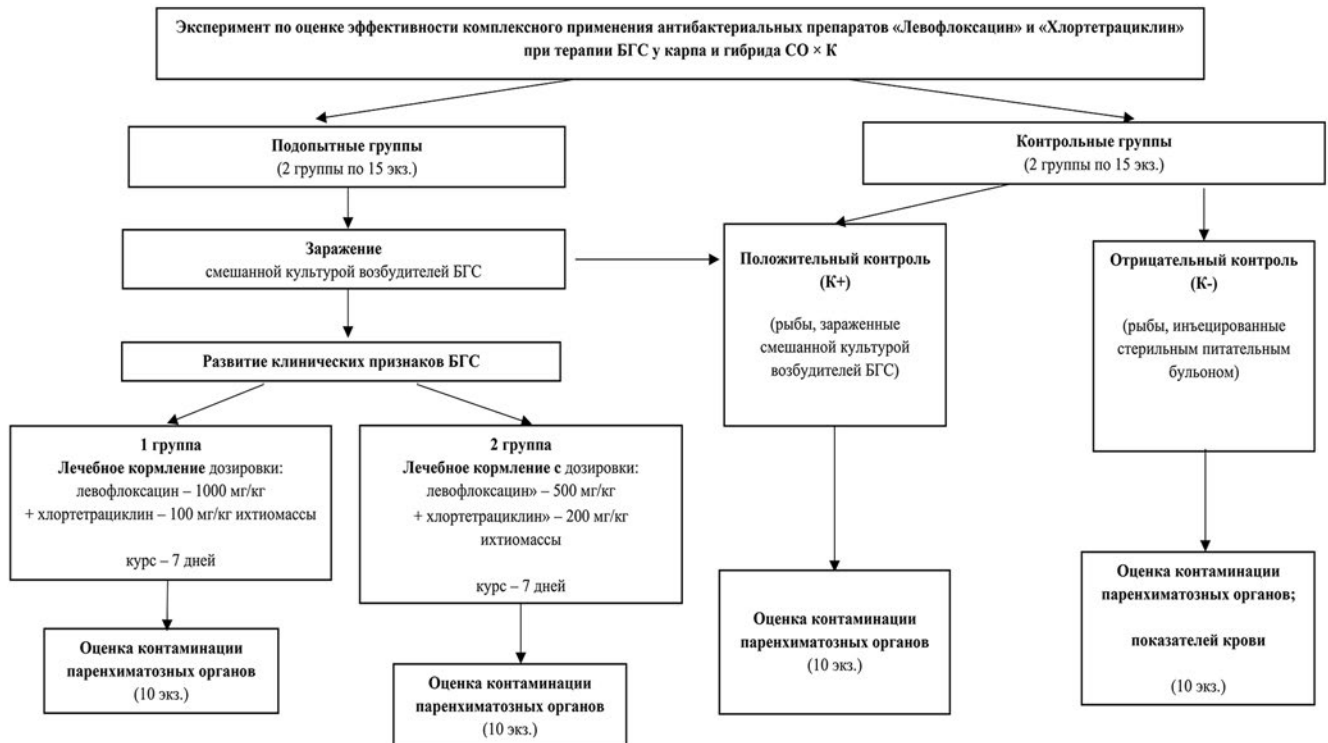 Эксперимент по оценке эффективности комплексного применения антибактериальных препаратов «Левофлоксацин» и «Хлортетрациклин»
при терапии БГС у карпа и гибрида СО × К
Подопытные группы
(2 группы по 15 экз.)
Контрольные группы
(2 группы по 15 экз.)
Заражение
смешанной культурой возбудителей БГС
Положительный контроль
(К+)
(рыбы, зараженные
смешанной культурой
возбудителей БГС)
Отрицательный контроль
(К-)
(рыбы, инъецированные
стерильным питательным
бульоном)
Развитие клинических признаков БГС
1 группа
Лечебное кормление дозировки:
левофлоксацин – 1000 мг/кг
+ хлортетрациклин – 100 мг/кг ихтиомассы
курс – 7 дней
2 группа
Лечебное кормление с дозировки:
левофлоксацин» – 500 мг/кг
+ хлортетрациклин» – 200 мг/кг
ихтиомассы
курс – 7 дней
Оценка контаминации
паренхиматозных органов
(10 экз.)
Оценка контаминации
паренхиматозных органов
(10 экз.)
Оценка контаминации
паренхиматозных органов
(10 экз.)
Оценка контаминации
паренхиматозных органов;
показателей крови
(10 экз.)